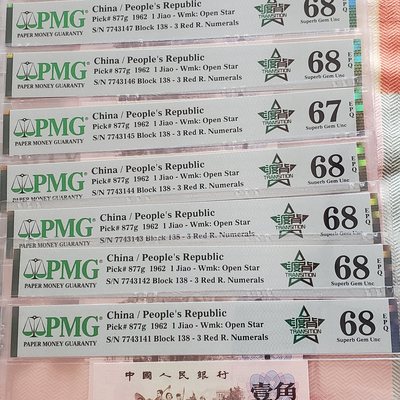 PMG
PAPER MONEY GUARANTY
China / People's Republic
Pick# 877g 1962 1 Jiao - Wmk: Open Star
S/N 7743147 Block 138 - 3 Red R. Numerals
TRANSITION
Superb Gem Unc
EPQ
PMG
PAPER MONEY GUARANTY
China / People's Republic
Pick# 877g 1962 1 Jiao - Wmk: Open Star
S/N 7743146 Block 138 - 3 Red R. Numerals
TRANSITION
68
Superb Gem Unc
EPQ
PMG
PAPER MONEY GUARANTY
China / People's Republic
Pick# 877g 1962 1 Jiao - Wmk: Open Star
S/N 7743145 Block 138 - 3 Red R. Numerals
TRANSITION
67
Superb Gem Unc
EPQ
PMG
PAPER MONEY GUARANTY
China / People's Republic
Pick# 877g 1962 1 Jiao - Wmk: Open Star
S/N 7743144 Block 138 - 3 Red R. Numerals
TRANSITION
68
Superb Gem Unc
EPQ
PMG
PAPER MONEY GUARANTY
China / People's Republic
Pick# 877g 1962 1 Jiao - Wmk: Open Star
S/N 7743143 Block 138 - 3 Red R. Numerals
TRANSITION
68
Superb Gem Unc
EPQ
PMG
PAPER MONEY GUARANTY
China / People's Republic
Pick# 877g 1962 1 Jiao - Wmk: Open Star
S/N 7743142 Block 138 - 3 Red R. Numerals
TRANSITION
68
Superb Gem Unc
EPQ
PMG
PAPER MONEY GUARANTY
China / People's Republic
Pick# 877g 1962 1 Jiao - Wmk: Open Star
S/N 7743141 Block 138 - 3 Red R. Numerals
TRANSITION
68
Superb Gem Unc
EPQ
中國人民銀行
壹角